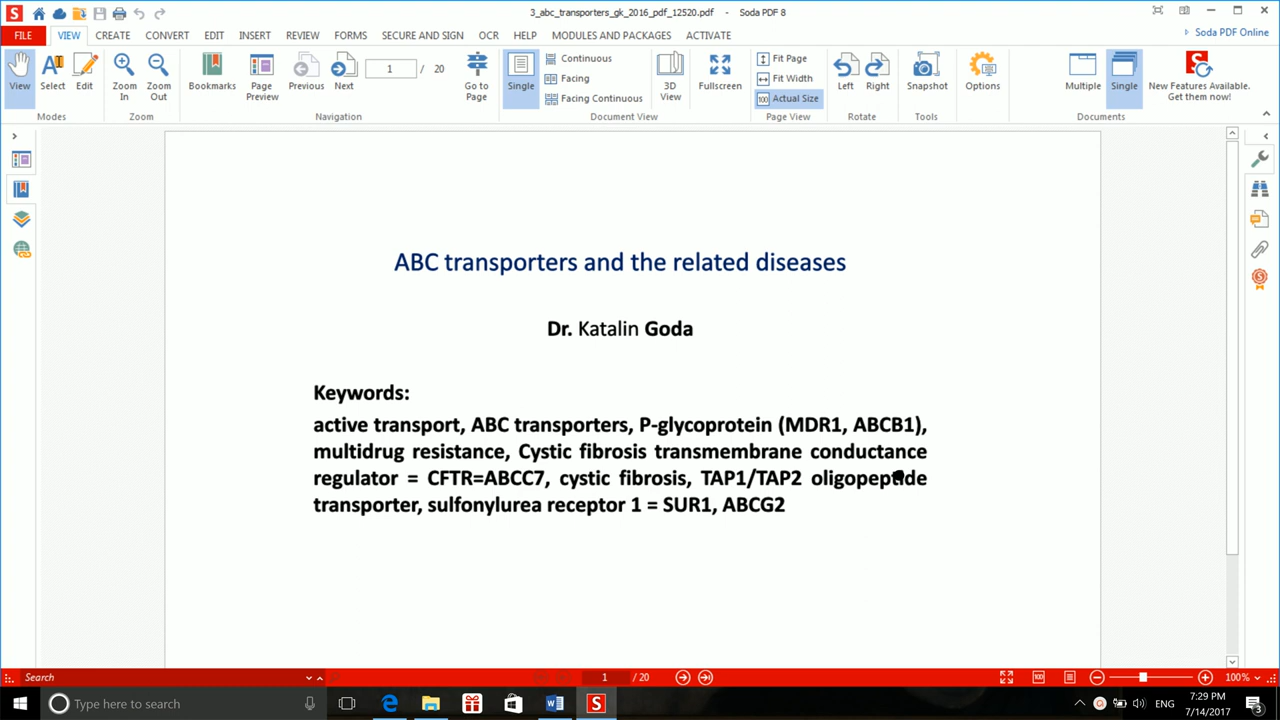 3_abc_transporters_gk_2016_pdf_12520.pdf - Soda PDF 8
FILE VIEW CREATE CONVERT EDIT INSERT REVIEW FORMS SECURE AND SIGN OCR HELP MODULES AND PACKAGES ACTIVATE Soda PDF Online
View Select Edit
Modes
Zoom In Zoom Out
Zoom
Bookmarks Page Preview Previous Next 1 / 20 Go to Page
Navigation
Single Continuous Facing Facing Continuous 3D View Fullscreen
Document View
Fit Page
Fit Width
Actual Size
Page View
Left Right
Rotate
Snapshot
Tools
Options
Multiple Single
Documents
New Features Available.
Get them now!
ABC transporters and the related diseases
Dr. Katalin Goda
Keywords:
active transport, ABC transporters, P-glycoprotein (MDR1, ABCB1),
multidrug resistance, Cystic fibrosis transmembrane conductance
regulator = CFTR=ABCC7, cystic fibrosis, TAP1/TAP2 oligopeptide
transporter, sulfonylurea receptor 1 = SUR1, ABCG2
Search 1 / 20 100%
Type here to search ENG 7:29 PM
7/14/2017 3